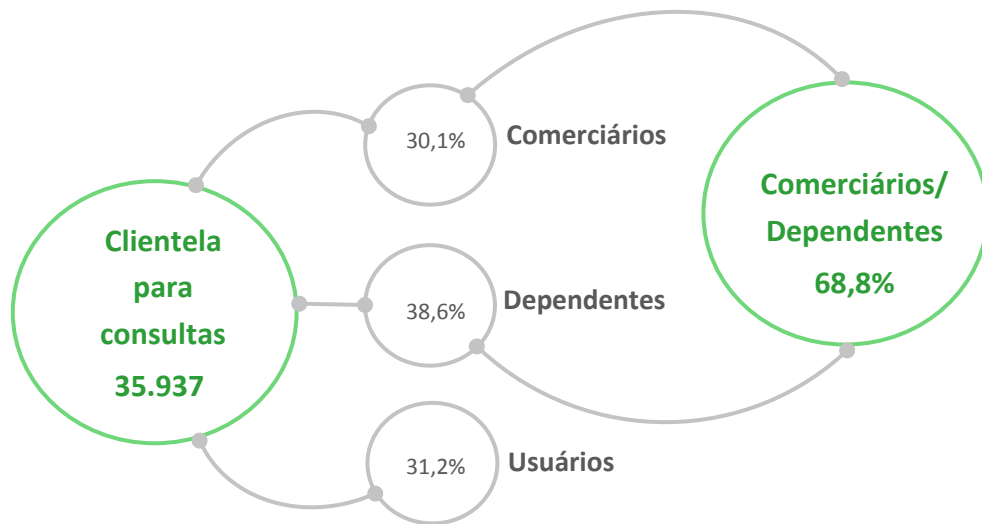 Clientela
para
consultas
35.937
30,1%
Comerciários
38,6%
Dependentes
31,2%
Usuários
Comerciários/
Dependentes
68,8%